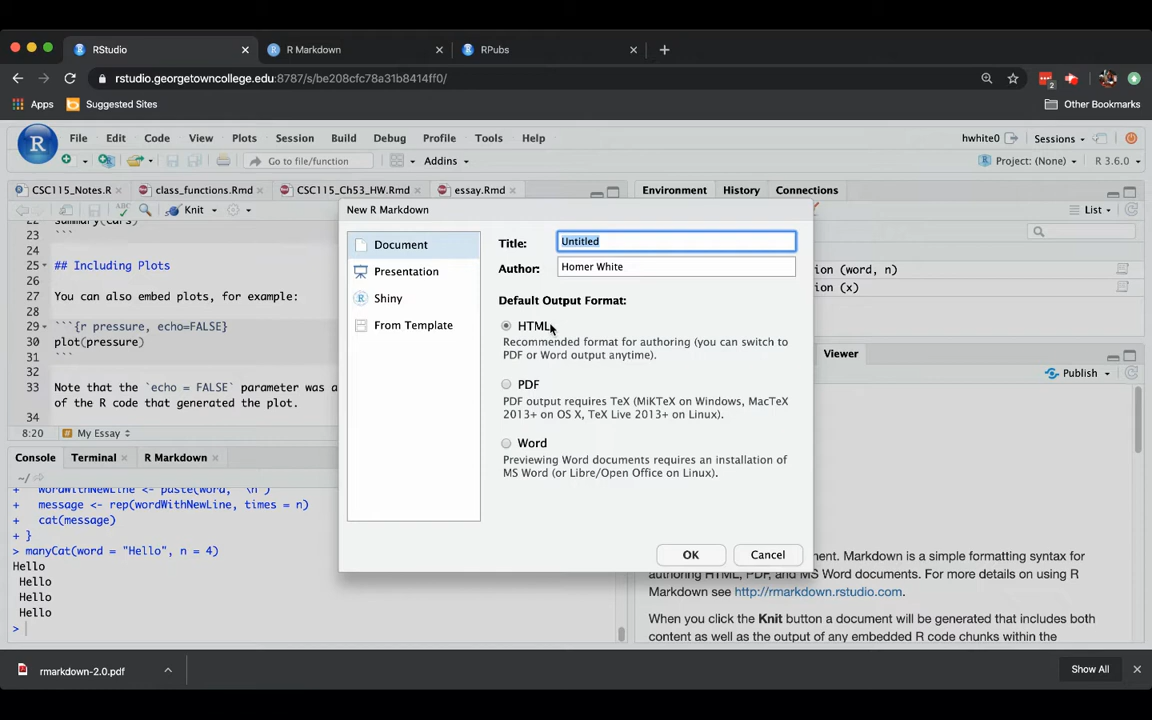 RStudio
R Markdown
RPubs
rstudio.georgetowncollege.edu:8787/s/be208cfc78a31b8414ff0/
2
Apps
Suggested Sites
Other Bookmarks
R
File Edit Code View Plots Session Build Debug Profile Tools Help
hwhite0
Sessions
Go to file/function
Addins
Project: (None)
R 3.6.0
CSC115_Notes.R
class_functions.Rmd
CSC115_Ch53_HW.Rmd
essay.Rmd
Environment History Connections
Knit
List
summary(cars)
23 ```
24
25 ## Including Plots
26
27 You can also embed plots, for example:
28
29 ```{r pressure, echo=FALSE}
30 plot(pressure)
31 ```
32
33 Note that the `echo = FALSE` parameter was a
of the R code that generated the plot.
34
8:20 My Essay
New R Markdown
Document
Presentation
Shiny
From Template
Title: Untitled
Author: Homer White
Default Output Format:
HTML
Recommended format for authoring (you can switch to
PDF or Word output anytime).
PDF
PDF output requires TeX (MiKTeX on Windows, MacTeX
2013+ on OS X, TeX Live 2013+ on Linux).
Word
Previewing Word documents requires an installation of
MS Word (or Libre/Open Office on Linux).
OK
Cancel
ion (word, n)
ion (x)
Viewer
Publish
Console Terminal R Markdown
~/
+ wordWithNewLine <- paste(word, "\n")
+ message <- rep(wordWithNewLine, times = n)
+ cat(message)
+ }
> manyCat(word = "Hello", n = 4)
Hello
Hello
Hello
Hello
>
ment. Markdown is a simple formatting syntax for
authoring HTML, PDF, and MS Word documents. For more details on using R
Markdown see http://rmarkdown.rstudio.com.
When you click the Knit button a document will be generated that includes both
content as well as the output of any embedded R code chunks within the
rmarkdown-2.0.pdf
Show All